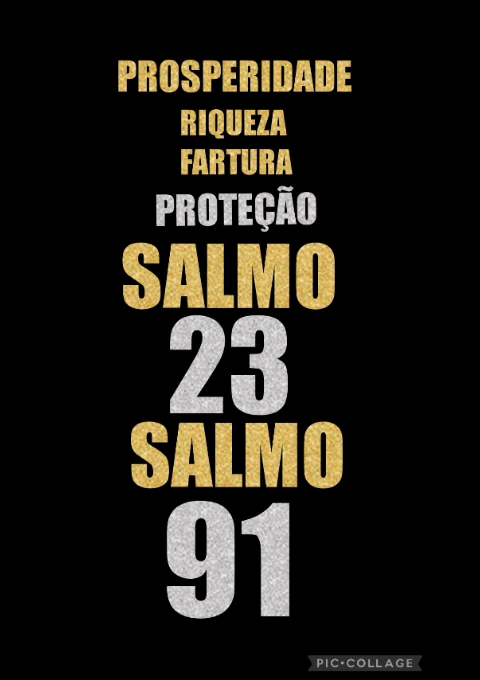 PROSPERIDADE
RIQUEZA
FARTURA
PROTEÇÃO
SALMO
23
SALMO
91
PIC•COLLAGE